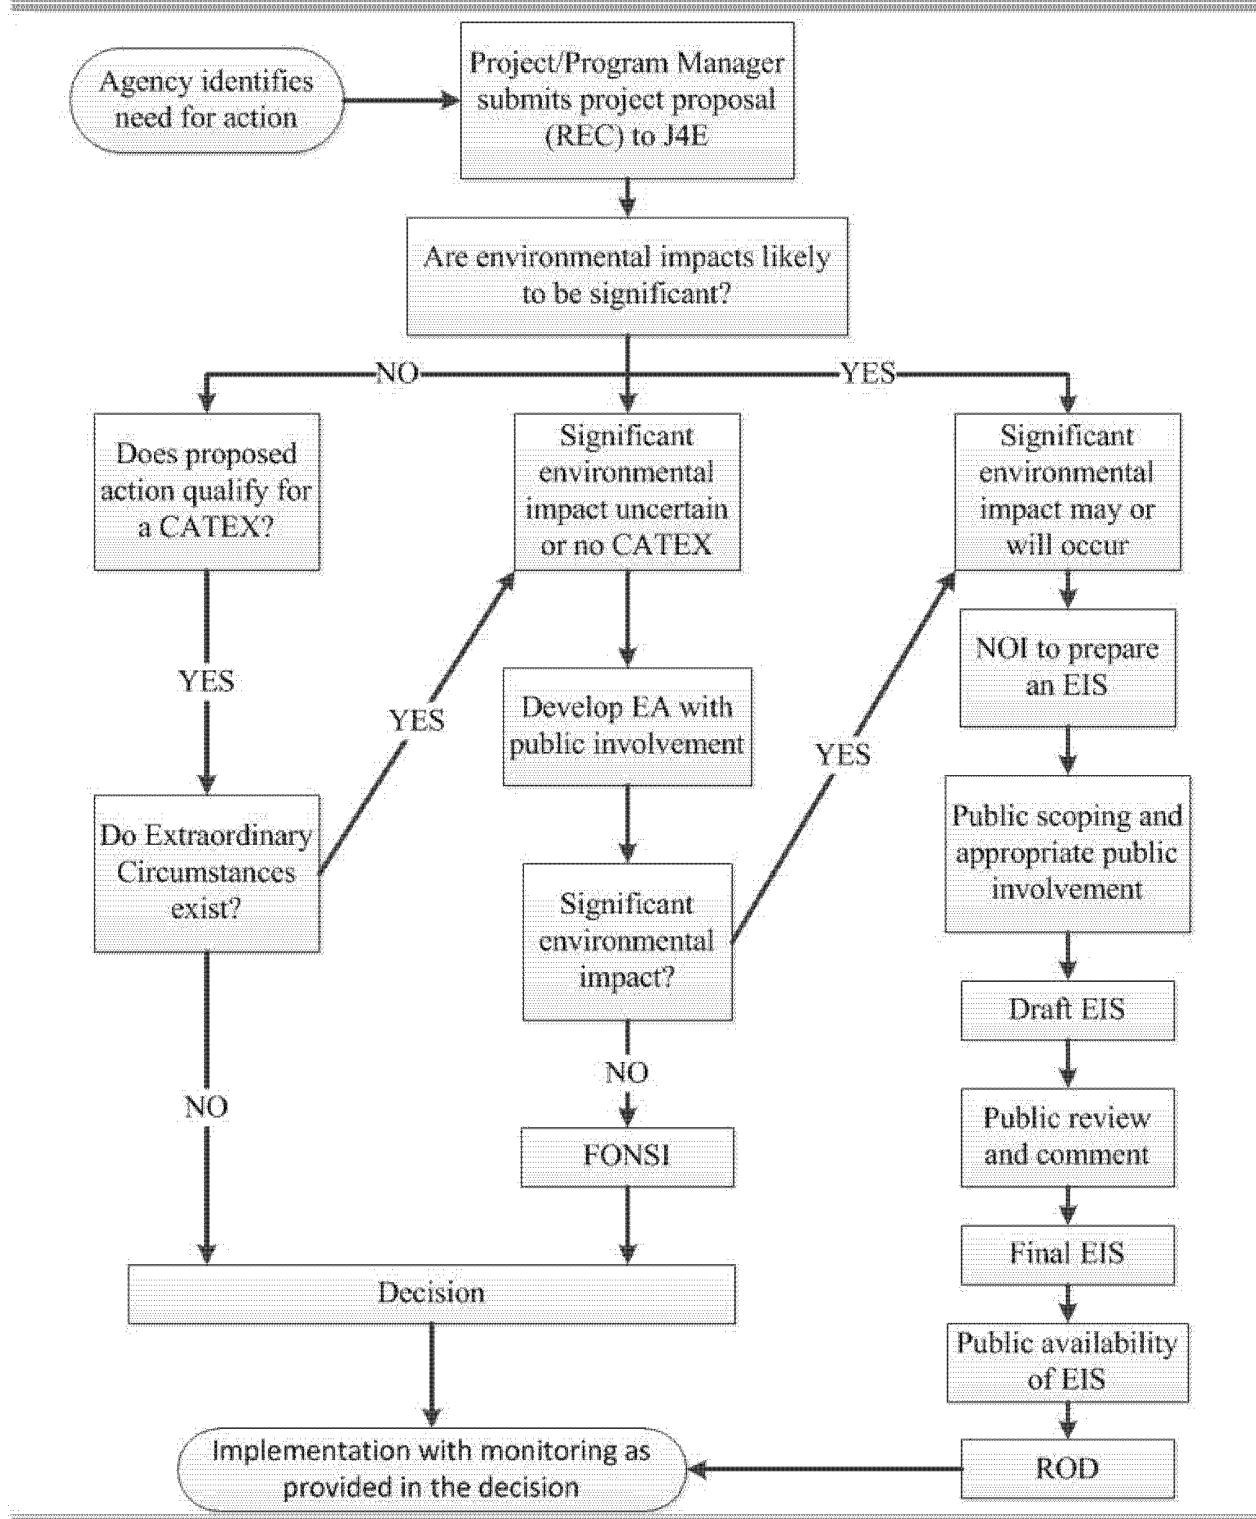 Agency identifies
need for action
Project/Program Manager
submits project proposal
(REC) to J4E
Are environmental impacts likely
to be significant?
NO
YES
Does proposed
action qualify for
a CATEX?
Significant
environmental
impact uncertain
or no CATEX
Significant
environmental
impact may or
will occur
YES
YES
Develop EA with
public involvement
YES
NOI to prepare
an EIS
Do Extraordinary
Circumstances
exist?
Significant
environmental
impact?
Public scoping and
appropriate public
involvement
Draft EIS
NO
NO
Public review
and comment
FONSI
Final EIS
Decision
Public availability
of EIS
Implementation with monitoring as
provided in the decision
ROD